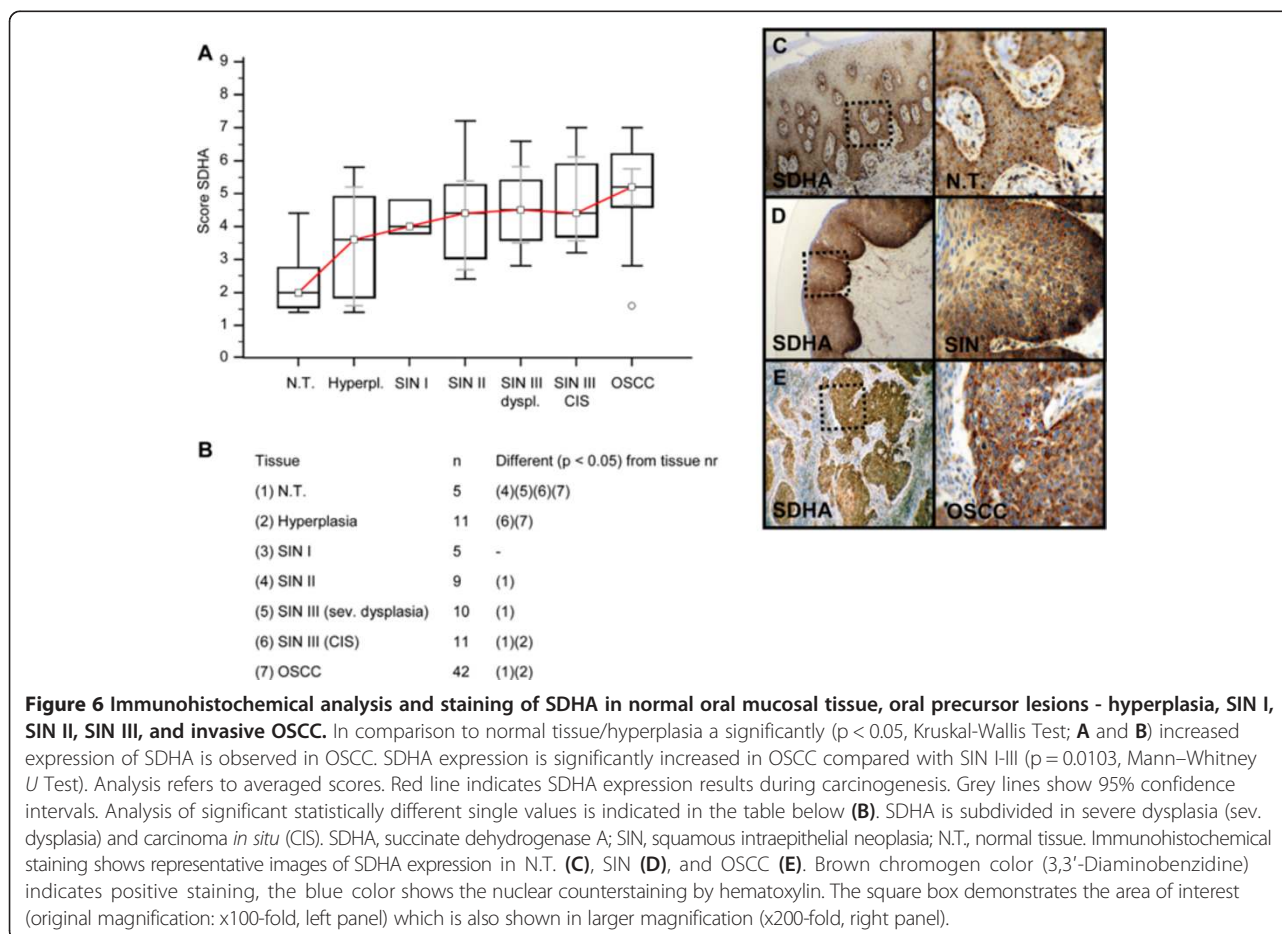 A
9
8
7
6
5
4
3
2
1
0
Score SDHA
N.T. Hyperpl. SIN I SIN II SIN III dyspl. SIN III CIS OSCC
C
SDHA N.T.
D
SDHA SIN
E
SDHA OSCC
B
Tissue n Different (p < 0.05) from tissue nr
(1) N.T. 5 (4)(5)(6)(7)
(2) Hyperplasia 11 (6)(7)
(3) SIN I 5 -
(4) SIN II 9 (1)
(5) SIN III (sev. dysplasia) 10 (1)
(6) SIN III (CIS) 11 (1)(2)
(7) OSCC 42 (1)(2)
Figure 6 Immunohistochemical analysis and staining of SDHA in normal oral mucosal tissue, oral precursor lesions - hyperplasia, SIN I,
SIN II, SIN III, and invasive OSCC. In comparison to normal tissue/hyperplasia a significantly (p < 0.05, Kruskal-Wallis Test; A and B) increased
expression of SDHA is observed in OSCC. SDHA expression is significantly increased in OSCC compared with SIN I-III (p = 0.0103, Mann–Whitney
U Test). Analysis refers to averaged scores. Red line indicates SDHA expression results during carcinogenesis. Grey lines show 95% confidence
intervals. Analysis of significant statistically different single values is indicated in the table below (B). SDHA is subdivided in severe dysplasia (sev.
dysplasia) and carcinoma in situ (CIS). SDHA, succinate dehydrogenase A; SIN, squamous intraepithelial neoplasia; N.T., normal tissue. Immunohistochemical
staining shows representative images of SDHA expression in N.T. (C), SIN (D), and OSCC (E). Brown chromogen color (3,3′-Diaminobenzidine)
indicates positive staining, the blue color shows the nuclear counterstaining by hematoxylin. The square box demonstrates the area of interest
(original magnification: x100-fold, left panel) which is also shown in larger magnification (x200-fold, right panel).